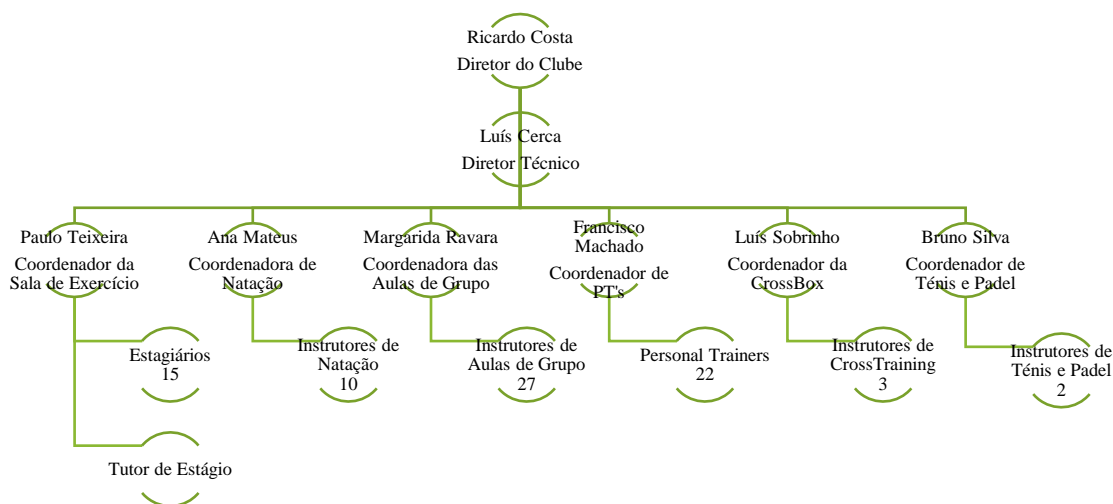 Ricardo Costa
Diretor do Clube
Luís Cerca
Diretor Técnico
Paulo Teixeira
Coordenador da
Sala de Exercício
Ana Mateus
Coordenadora de
Natação
Margarida Ravara
Coordenadora das
Aulas de Grupo
Francisco
Machado
Coordenador de
PT's
Luís Sobrinho
Coordenador da
CrossBox
Bruno Silva
Coordenador de
Ténis e Padel
Estagiários
15
Instrutores de
Natação
10
Instrutores de
Aulas de Grupo
27
Personal Trainers
22
Instrutores de
CrossTraining
3
Instrutores de
Ténis e Padel
2
Tutor de Estágio